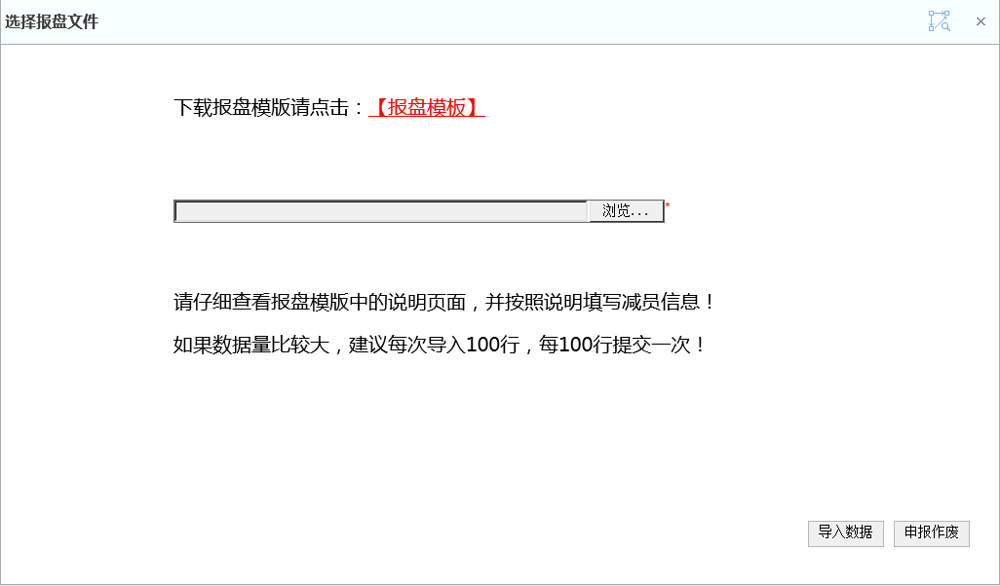 选择报盘文件
下载报盘模版请点击：【报盘模板】
浏览... *
请仔细查看报盘模版中的说明页面，并按照说明填写减员信息！
如果数据量比较大，建议每次导入100行，每100行提交一次！
导入数据 申报作废